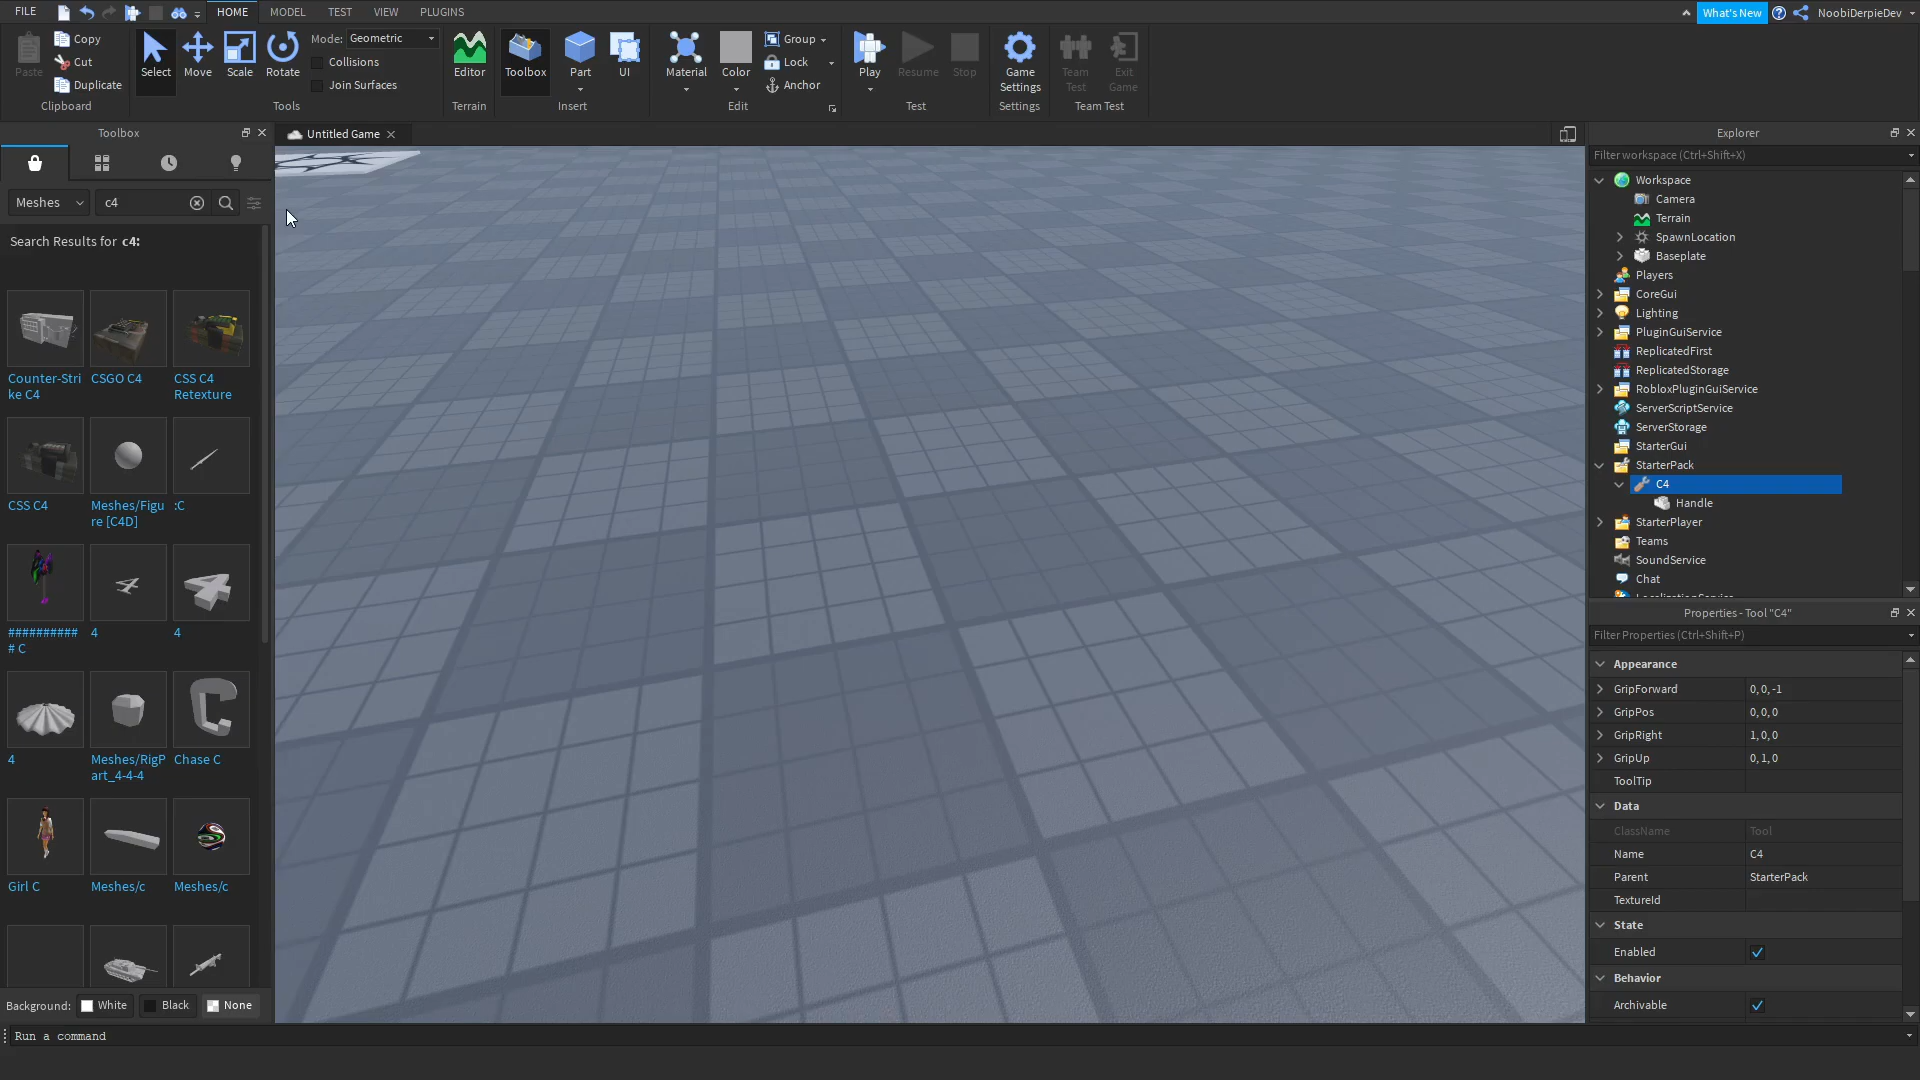 FILE
HOME
MODEL
TEST
VIEW
PLUGINS
What's New
NoobiDerpieDev
Paste
Copy
Cut
Duplicate
Clipboard
Select
Move
Scale
Rotate
Mode: Geometric
Collisions
Join Surfaces
Tools
Editor
Terrain
Toolbox
Part
UI
Insert
Material
Color
Group
Lock
Anchor
Edit
Play
Resume
Stop
Test
Game
Settings
Settings
Team
Test
Exit
Game
Team Test
Toolbox
Untitled Game
Meshes
c4
Search Results for c4:
Counter-Stri
ke C4
CSGO C4
CSS C4
Retexture
CSS C4
Meshes/Figu
re [C4D]
:C
##########
# C
4
4
4
Meshes/RigP
art_4-4-4
Chase C
Girl C
Meshes/c
Meshes/c
Background: White Black None
Run a command
Explorer
Filter workspace (Ctrl+Shift+X)
Workspace
Camera
Terrain
SpawnLocation
Baseplate
Players
CoreGui
Lighting
PluginGuiService
ReplicatedFirst
ReplicatedStorage
RobloxPluginGuiService
ServerScriptService
ServerStorage
StarterGui
StarterPack
C4
Handle
StarterPlayer
Teams
SoundService
Chat
LocalizationService
Properties - Tool "C4"
Filter Properties (Ctrl+Shift+P)
Appearance
GripForward 0, 0, -1
GripPos 0, 0, 0
GripRight 1, 0, 0
GripUp 0, 1, 0
ToolTip
Data
ClassName Tool
Name C4
Parent StarterPack
TextureId
State
Enabled
Behavior
Archivable